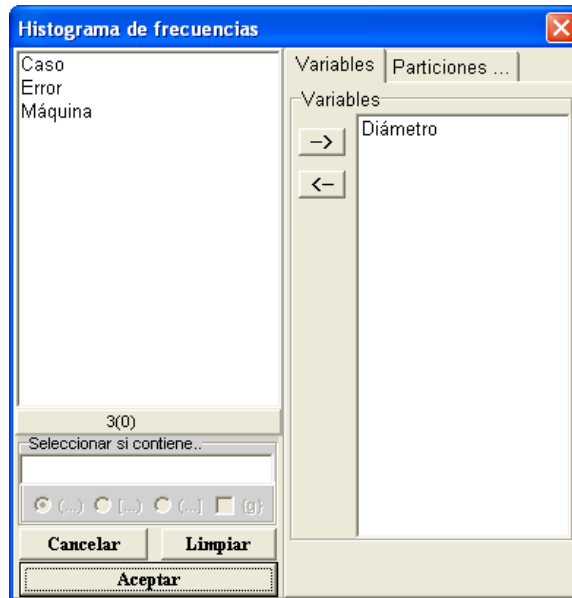 Histograma de frecuencias
Caso
Error
Máquina
3(0)
Seleccionar si contiene..
(...) [...) (...] {g}
Cancelar Limpiar
Aceptar
Variables Particiones ...
Variables
-->
<--
Diámetro